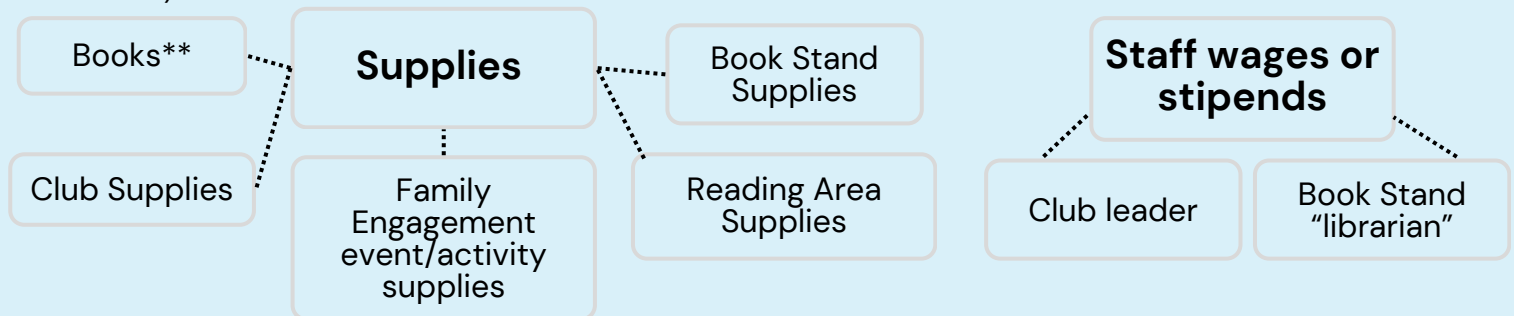 Books**
Supplies
Book Stand
Supplies
Club Supplies
Family
Engagement
event/activity
supplies
Reading Area
Supplies
Staff wages or
stipends
Club leader
Book Stand
“librarian”